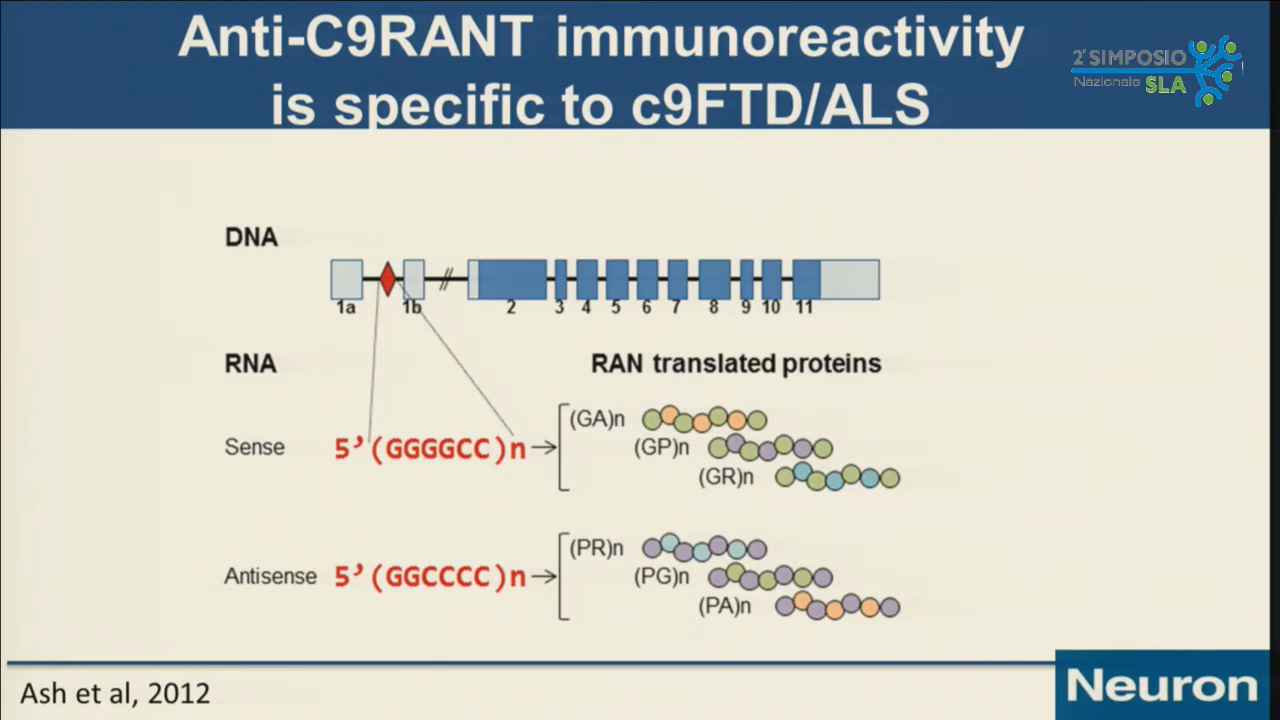 Anti-C9RANT immunoreactivity
is specific to c9FTD/ALS
2° SIMPOSIO
Nazionale SLA
DNA
1a 1b 2 3 4 5 6 7 8 9 10 11
RNA
RAN translated proteins
Sense
5’(GGGGCC)n
(GA)n
(GP)n
(GR)n
Antisense
5’(GGCCCC)n
(PR)n
(PG)n
(PA)n
Ash et al, 2012
Neuron